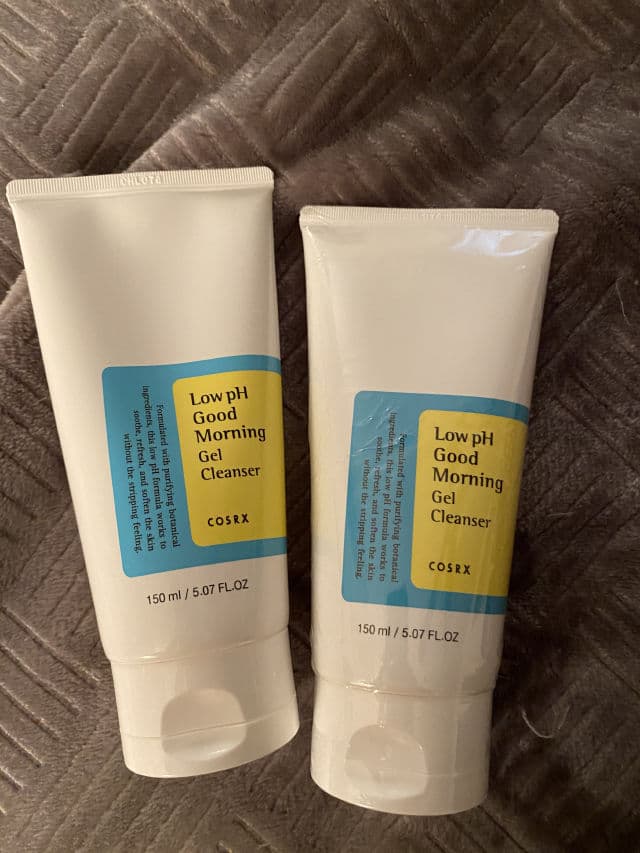 Low pH
Good
Morning
Gel
Cleanser
COSRX
Formulated with purifying botanical
ingredients, this low pH formula works to
soothe, refresh, and soften the skin
without the stripping feeling.
150 ml / 5.07 FL.OZ
Low pH
Good
Morning
Gel
Cleanser
COSRX
Formulated with purifying botanical
ingredients, this low pH formula works to
soothe, refresh, and soften the skin
without the stripping feeling.
150 ml / 5.07 FL.OZ